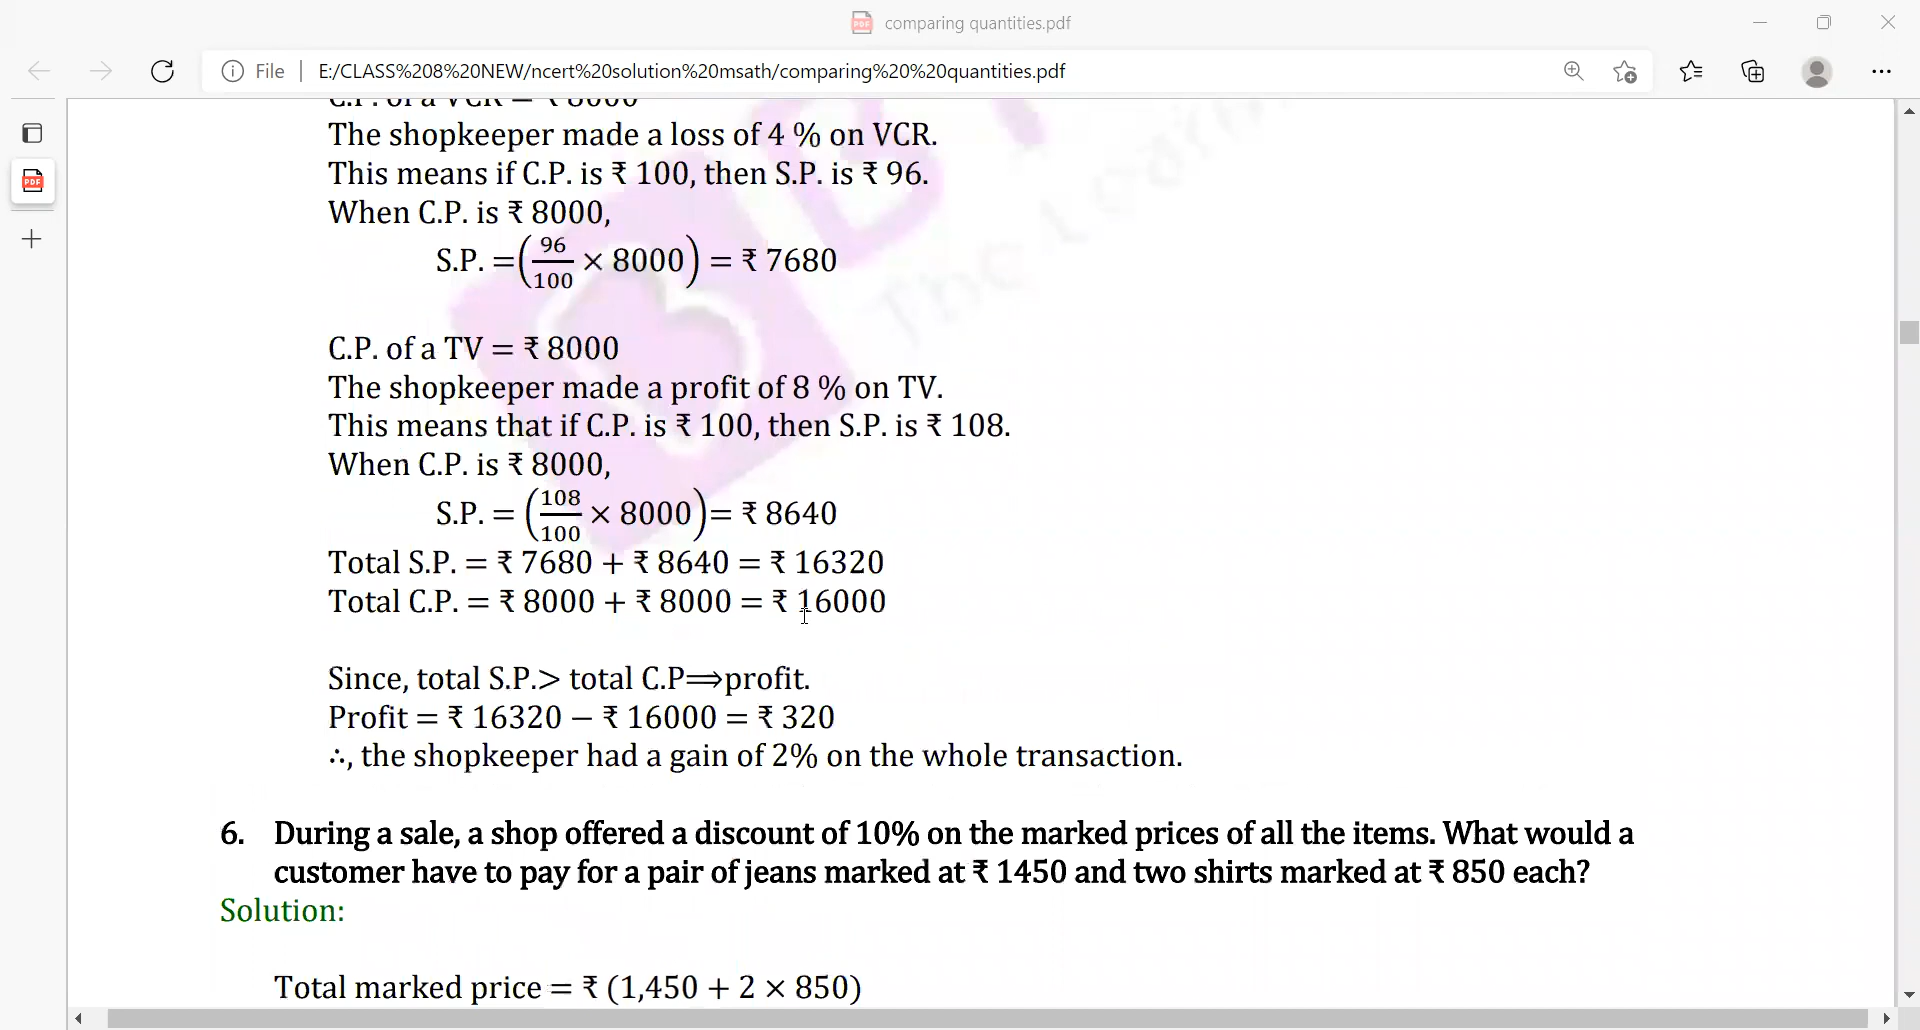 comparing quantities.pdf
File | E:/CLASS%208%20NEW/ncert%20solution%20msath/comparing%20%20quantities.pdf
C.P. of a VCR = ₹ 8000
The shopkeeper made a loss of 4 % on VCR.
This means if C.P. is ₹ 100, then S.P. is ₹ 96.
When C.P. is ₹ 8000,
S.P. =(96/100 × 8000) = ₹ 7680
C.P. of a TV = ₹ 8000
The shopkeeper made a profit of 8 % on TV.
This means that if C.P. is ₹ 100, then S.P. is ₹ 108.
When C.P. is ₹ 8000,
S.P. = (108/100 × 8000)= ₹ 8640
Total S.P. = ₹ 7680 + ₹ 8640 = ₹ 16320
Total C.P. = ₹ 8000 + ₹ 8000 = ₹ 16000
Since, total S.P.> total C.P⟹profit.
Profit = ₹ 16320 − ₹ 16000 = ₹ 320
∴, the shopkeeper had a gain of 2% on the whole transaction.
6. During a sale, a shop offered a discount of 10% on the marked prices of all the items. What would a
customer have to pay for a pair of jeans marked at ₹ 1450 and two shirts marked at ₹ 850 each?
Solution:
Total marked price = ₹ (1,450 + 2 × 850)